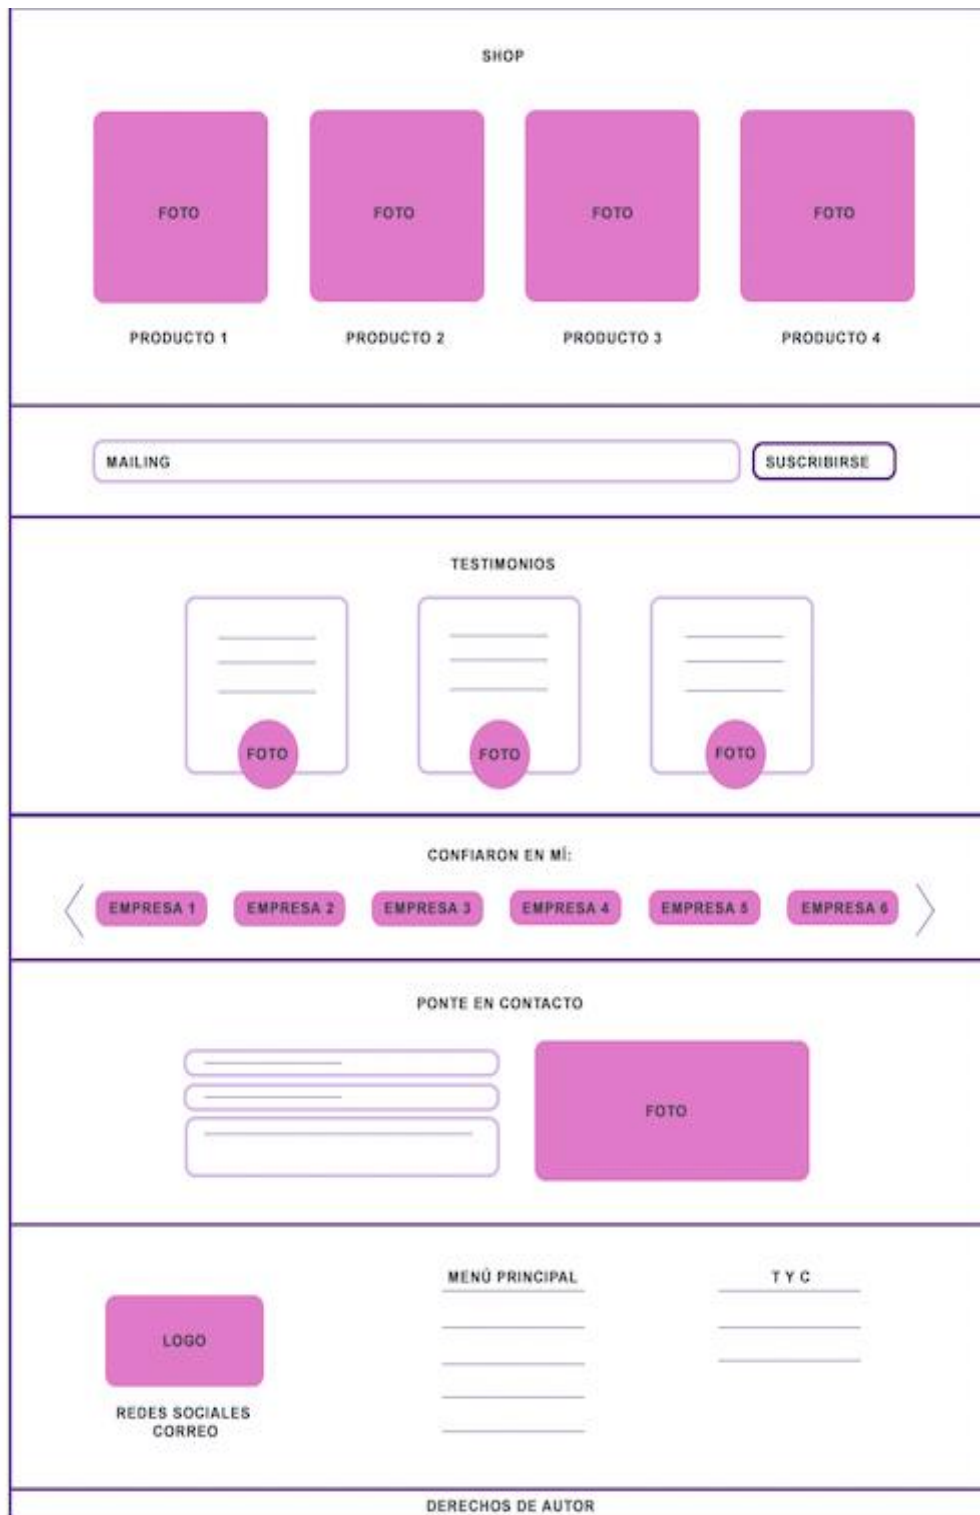 SHOP
FOTO FOTO FOTO FOTO
PRODUCTO 1 PRODUCTO 2 PRODUCTO 3 PRODUCTO 4
MAILING SUSCRIBIRSE
TESTIMONIOS
FOTO FOTO FOTO
CONFIARON EN MÍ:
EMPRESA 1 EMPRESA 2 EMPRESA 3 EMPRESA 4 EMPRESA 5 EMPRESA 6
PONTE EN CONTACTO
FOTO
MENÚ PRINCIPAL T Y C
LOGO
REDES SOCIALES
CORREO
DERECHOS DE AUTOR